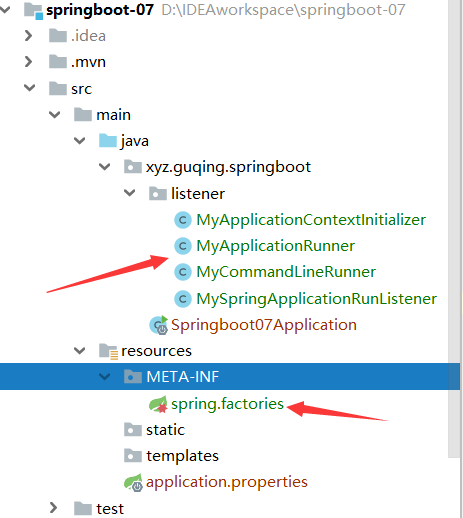 springboot-07 D:\IDEAworkspace\springboot-07
.idea
.mvn
src
main
java
xyz.guqing.springboot
listener
MyApplicationContextInitializer
MyApplicationRunner
MyCommandLineRunner
MySpringApplicationRunListener
Springboot07Application
resources
META-INF
spring.factories
static
templates
application.properties
test